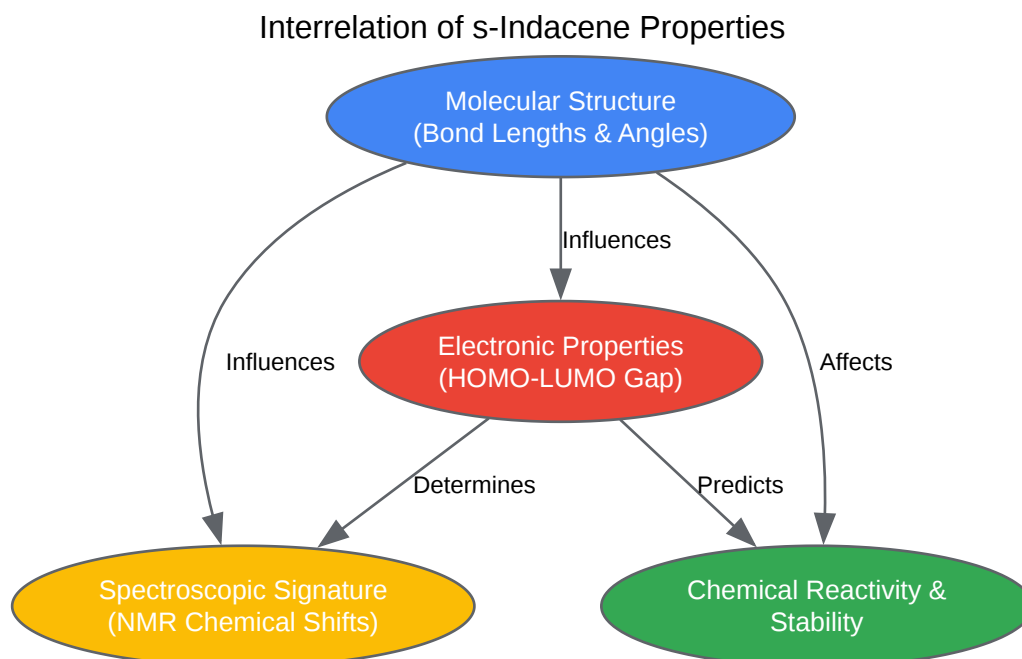 Interrelation of s-Indacene Properties
Molecular Structure
(Bond Lengths & Angles)
Influences
Electronic Properties
(HOMO-LUMO Gap)
Influences
Affects
Determines
Predicts
Spectroscopic Signature
(NMR Chemical Shifts)
Chemical Reactivity &
Stability